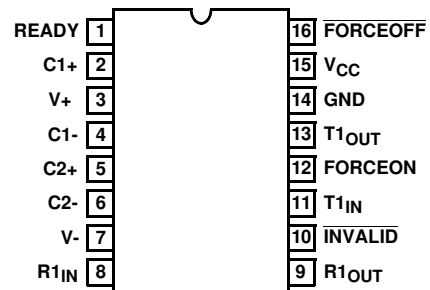 READY 1 16 FORCEOFF
C1+ 2 15 VCC
V+ 3 14 GND
C1- 4 13 T1OUT
C2+ 5 12 FORCEON
C2- 6 11 T1IN
V- 7 10 INVALID
R1IN 8 9 R1OUT